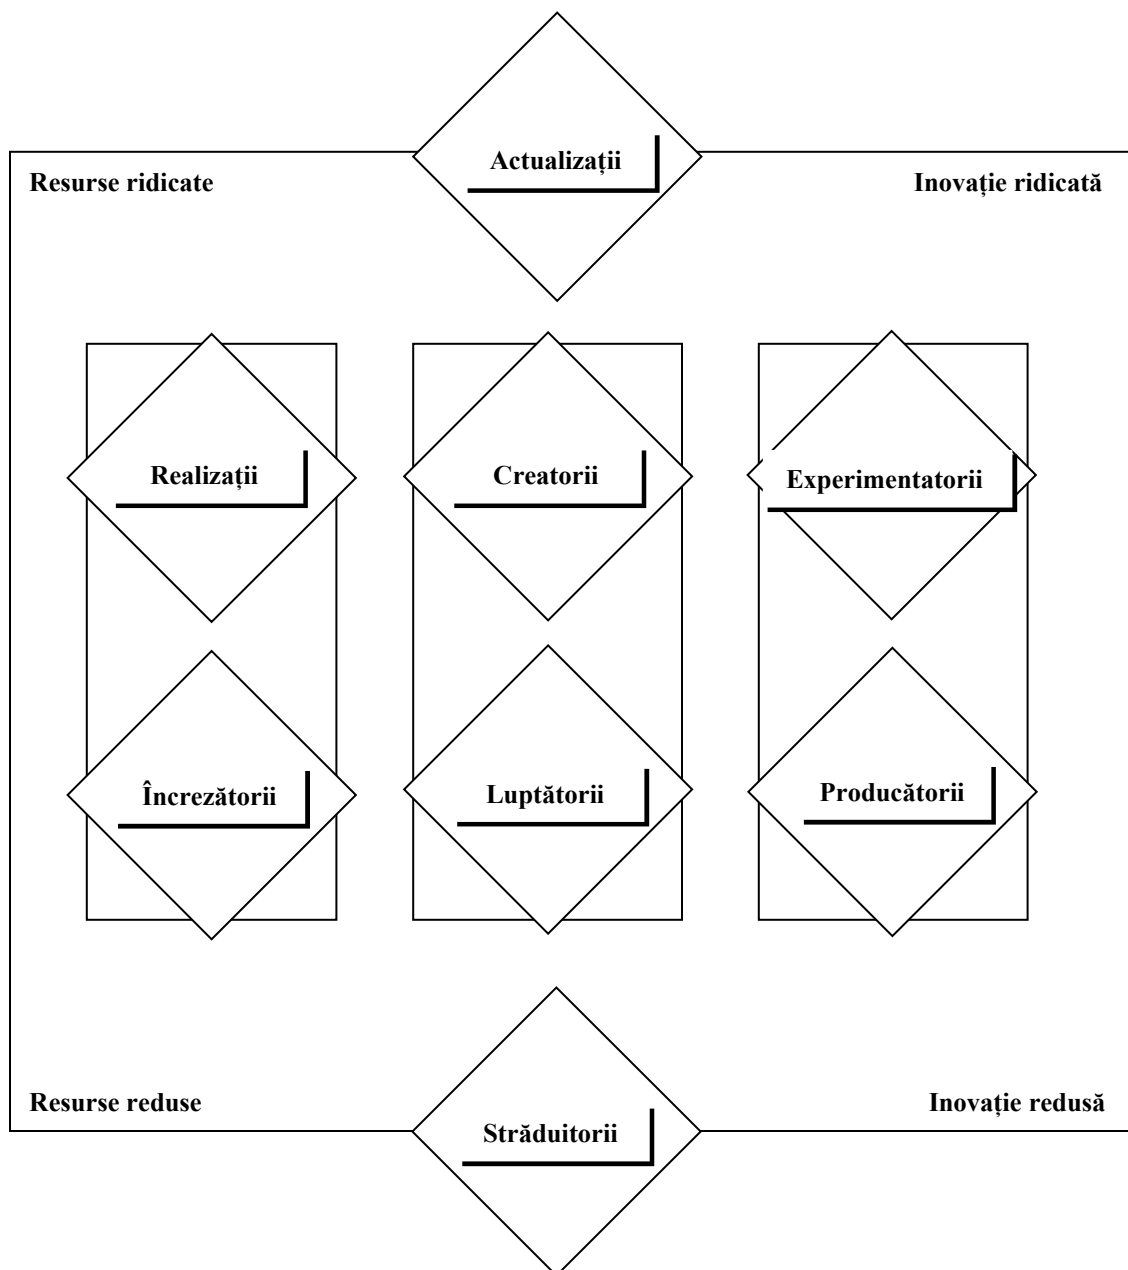 Actualizații
Resurse ridicate
Inovație ridicată
Realizații
Creatorii
Experimentatorii
Încrezătorii
Luptătorii
Producătorii
Resurse reduse
Inovație redusă
Străduitorii